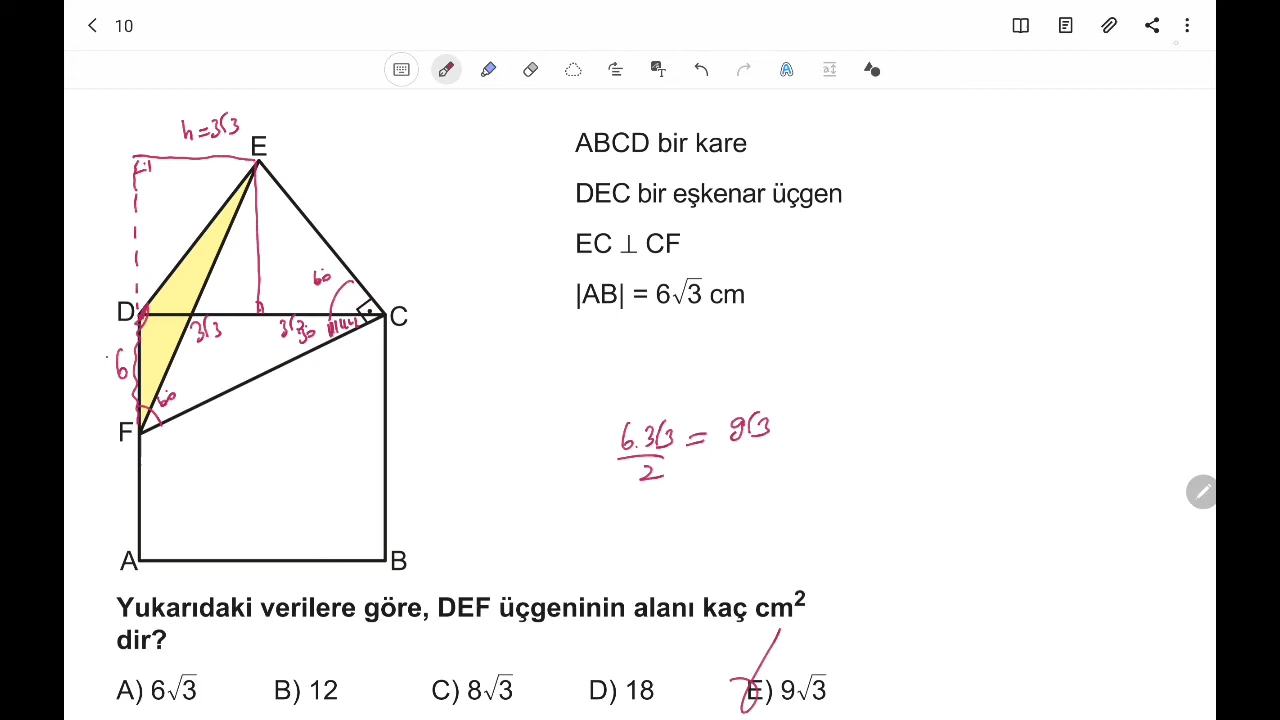 10
h=3√3
E
ABCD bir kare
DEC bir eşkenar üçgen
EC ⊥ CF
|AB| = 6√3 cm
60
D
C
3√3
3√3
30
6
60
F
6.3√3 = 9√3
2
A
B
Yukarıdaki verilere göre, DEF üçgeninin alanı kaç cm²
dir?
A) 6√3 B) 12 C) 8√3 D) 18 E) 9√3